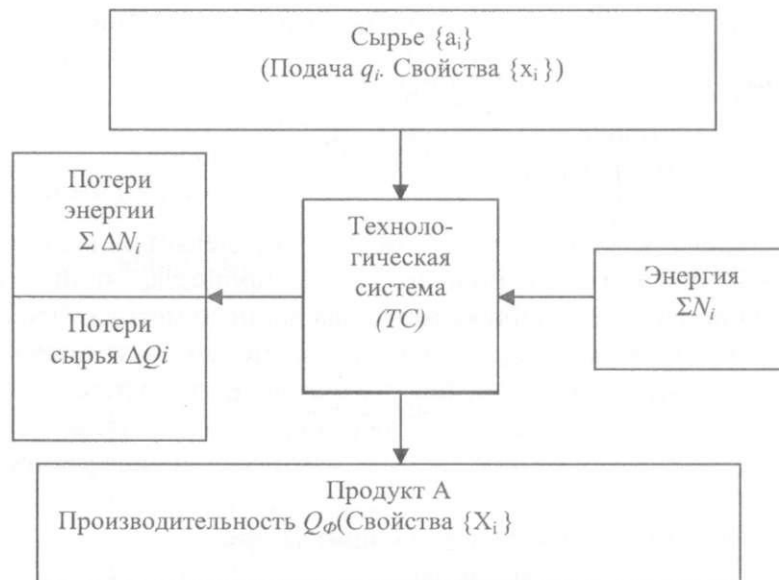 Сырье {aᵢ}
(Подача qᵢ. Свойства {xᵢ})
Потери
энергии
Σ ΔNᵢ
Потери
сырья ΔQi
Техноло-
гическая
система
(ТС)
Энергия
ΣNᵢ
Продукт А
Производительность Q_Ф(Свойства {Xᵢ}